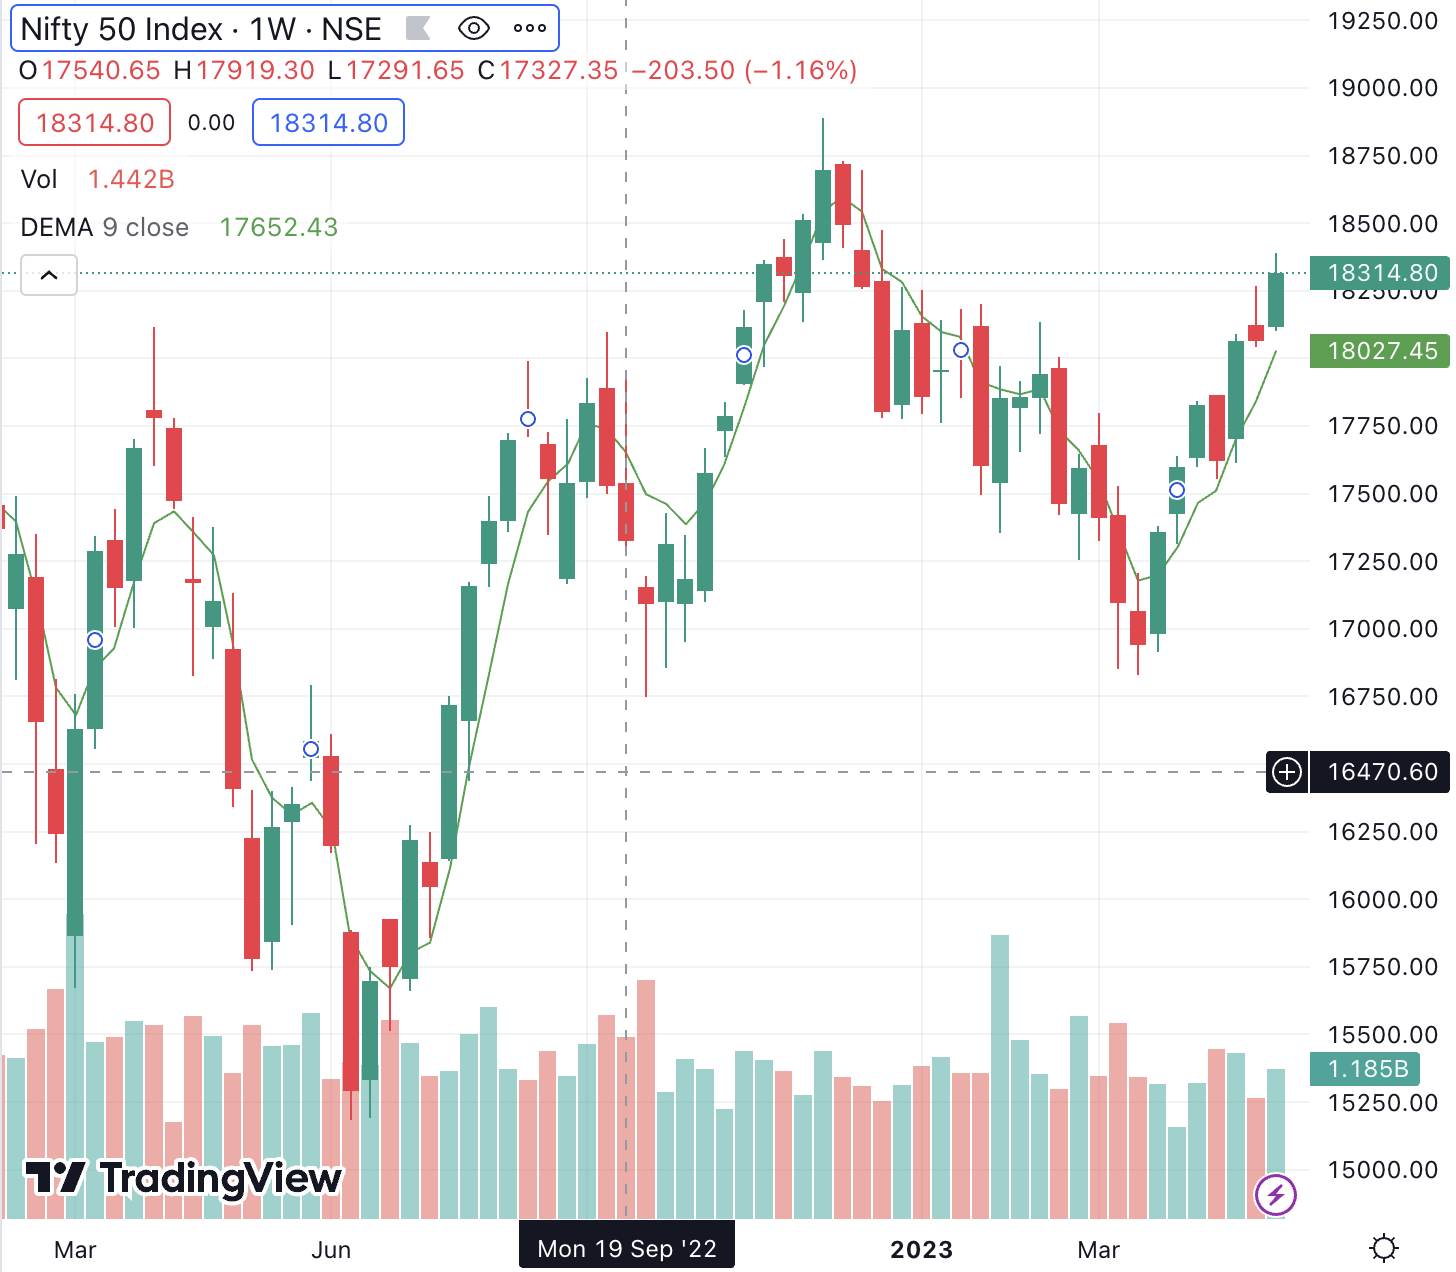 Nifty 50 Index · 1W · NSE
O17540.65 H17919.30 L17291.65 C17327.35 −203.50 (−1.16%)
18314.80 0.00 18314.80
Vol 1.442B
DEMA 9 close 17652.43
19250.00
19000.00
18750.00
18500.00
18314.80
18250.00
18027.45
17750.00
17500.00
17250.00
17000.00
16750.00
16470.60
16250.00
16000.00
15750.00
15500.00
1.185B
15250.00
15000.00
TradingView
Mar Jun Mon 19 Sep '22 2023 Mar